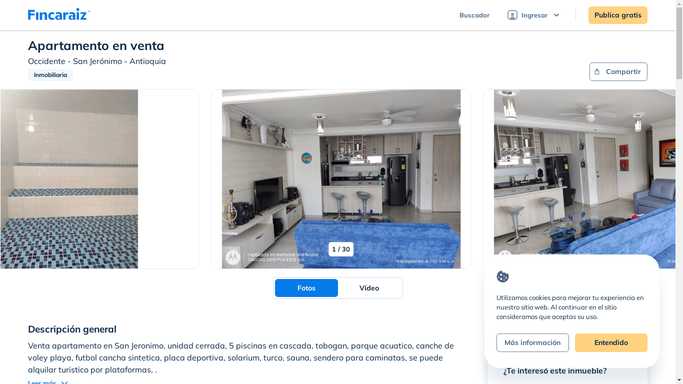 Fincaraiz
Buscador
Ingresar
Publica gratis
Apartamento en venta
Occidente - San Jerónimo - Antioquia
Inmobiliaria
Compartir
1 / 30
Fotos
Video
Descripción general
Venta apartamento en San Jeronimo, unidad cerrada, 5 piscinas en cascada, tobogan, parque acuatico, canche de
voley playa, futbol cancha sintetica, placa deportiva, solarium, turco, sauna, sendero para caminatas, se puede
alquilar turistico por plataformas, .
Leer más
Utilizamos cookies para mejorar tu experiencia en
nuestro sitio web. Al continuar en el sitio
consideramos que aceptas su uso.
Más información
Entendido
¿Te interesó este inmueble?